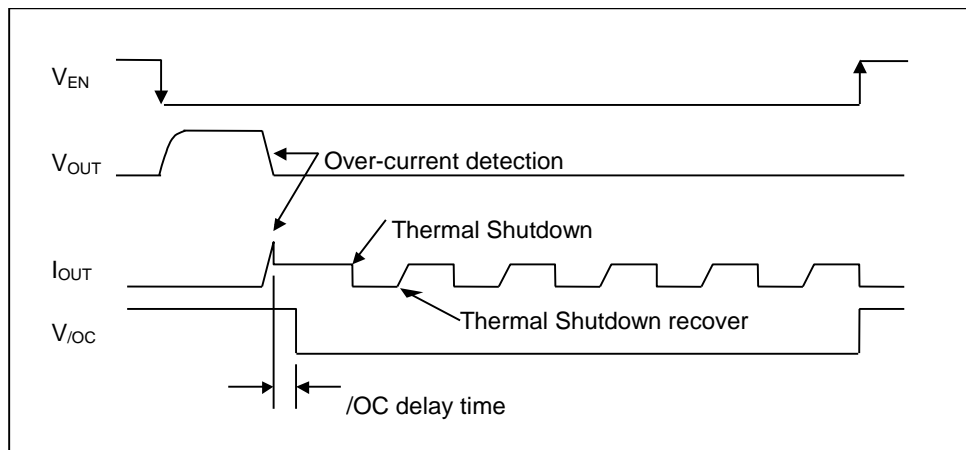 VEN
VOUT
Over-current detection
Thermal Shutdown
IOUT
Thermal Shutdown recover
V/OC
/OC delay time